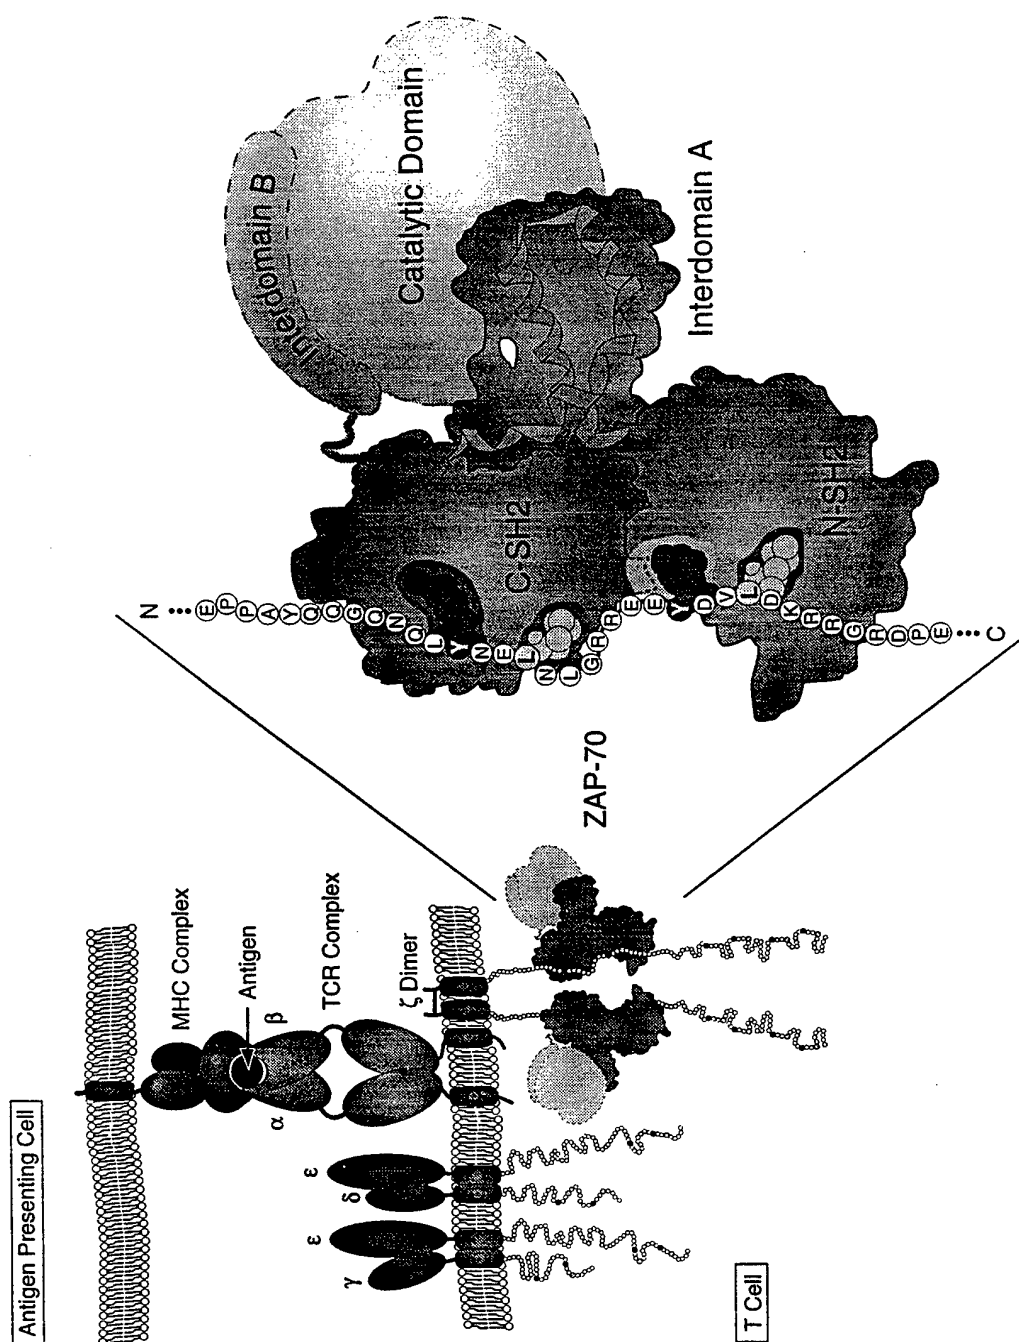 Antigen Presenting Cell
MHC Complex
Antigen
β
α
TCR Complex
ζ Dimer
ε
δ
ε
γ
T Cell
ZAP-70
N
E P P A Y Q Q G Q N Q L Y N E L N L G R R E E Y D V L D K R R G R D P E
C
C-SH2
N-SH2
Interdomain A
Interdomain B
Catalytic Domain